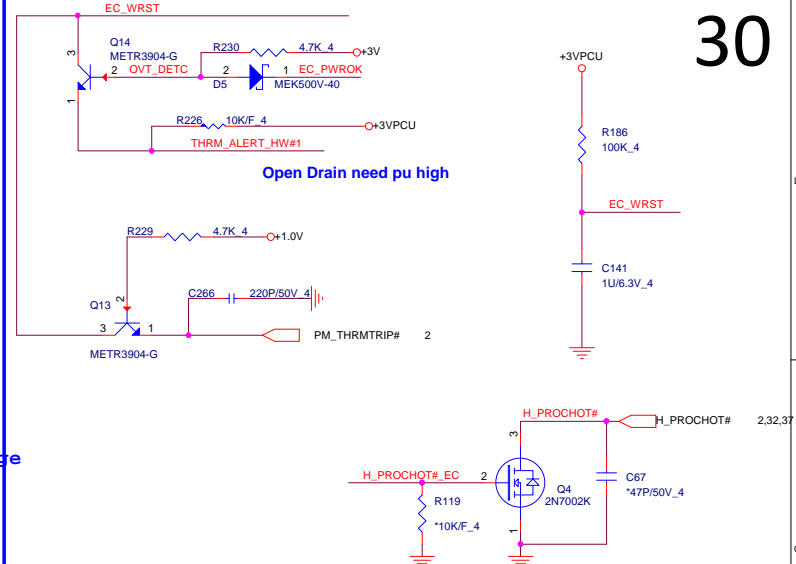 EC_WRST
30
3
Q14
METR3904-G
R230
4.7K_4
+3V
2
OVT_DETC
2
1
EC_PWROK
D5
MEK500V-40
1
R226
10K/F_4
+3VPCU
THRM_ALERT_HW#1
Open Drain need pu high
+3VPCU
R186
100K_4
EC_WRST
C141
1U/6.3V_4
R229
4.7K_4
+1.0V
Q13
2
C266
220P/50V_4
3
1
PM_THRMTRIP#
2
METR3904-G
H_PROCHOT#
H_PROCHOT#
2,32,37
3
H_PROCHOT#_EC
2
Q4
2N7002K
C67
*47P/50V_4
R119
*10K/F_4
1
ge